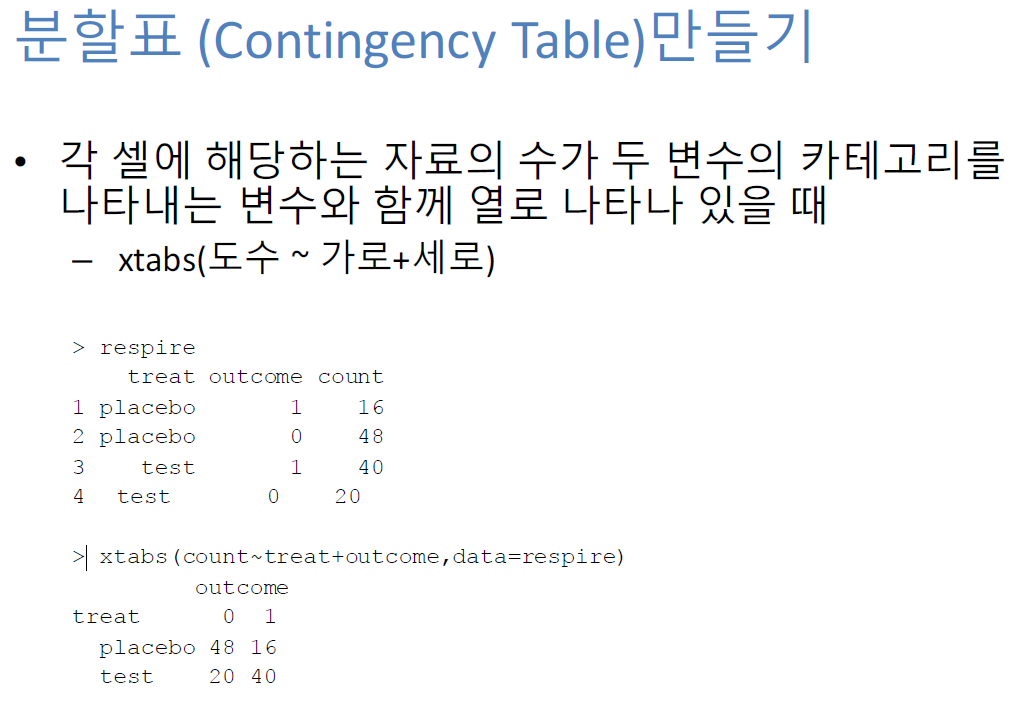 분할표 (Contingency Table)만들기
• 각 셀에 해당하는 자료의 수가 두 변수의 카테고리를
나타내는 변수와 함께 열로 나타나 있을 때
– xtabs(도수 ~ 가로+세로)
> respire
treat outcome count
1 placebo 1 16
2 placebo 0 48
3 test 1 40
4 test 0 20
> xtabs(count~treat+outcome,data=respire)
outcome
treat 0 1
placebo 48 16
test 20 40